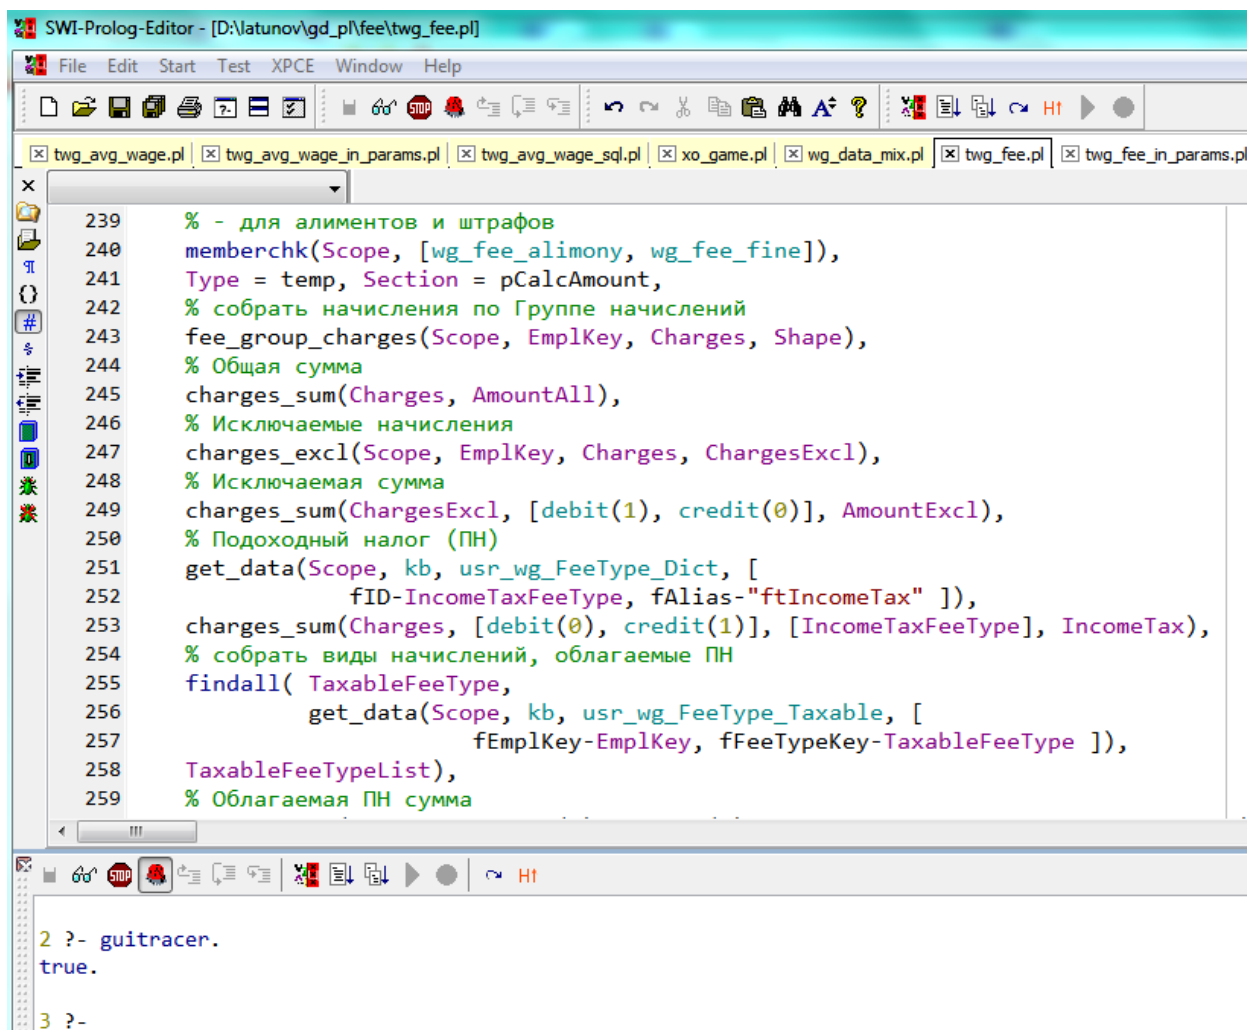 SWI-Prolog-Editor - [D:\latunov\gd_pl\fee\twg_fee.pl]
File Edit Start Test XPCE Window Help
twg_avg_wage.pl twg_avg_wage_in_params.pl twg_avg_wage_sql.pl xo_game.pl wg_data_mix.pl twg_fee.pl twg_fee_in_params.pl
239 % - для алиментов и штрафов
240 memberchk(Scope, [wg_fee_alimony, wg_fee_fine]),
241 Type = temp, Section = pCalcAmount,
242 % собрать начисления по Группе начислений
243 fee_group_charges(Scope, EmplKey, Charges, Shape),
244 % Общая сумма
245 charges_sum(Charges, AmountAll),
246 % Исключаемые начисления
247 charges_excl(Scope, EmplKey, Charges, ChargesExcl),
248 % Исключаемая сумма
249 charges_sum(ChargesExcl, [debit(1), credit(0)], AmountExcl),
250 % Подоходный налог (ПН)
251 get_data(Scope, kb, usr_wg_FeeType_Dict, [
252 fID-IncomeTaxFeeType, fAlias-"ftIncomeTax" ]),
253 charges_sum(Charges, [debit(0), credit(1)], [IncomeTaxFeeType], IncomeTax),
254 % собрать виды начислений, облагаемые ПН
255 findall( TaxableFeeType,
256 get_data(Scope, kb, usr_wg_FeeType_Taxable, [
257 fEmplKey-EmplKey, fFeeTypeKey-TaxableFeeType ]),
258 TaxableFeeTypeList),
259 % Облагаемая ПН сумма
2 ?- guitracer.
true.
3 ?-